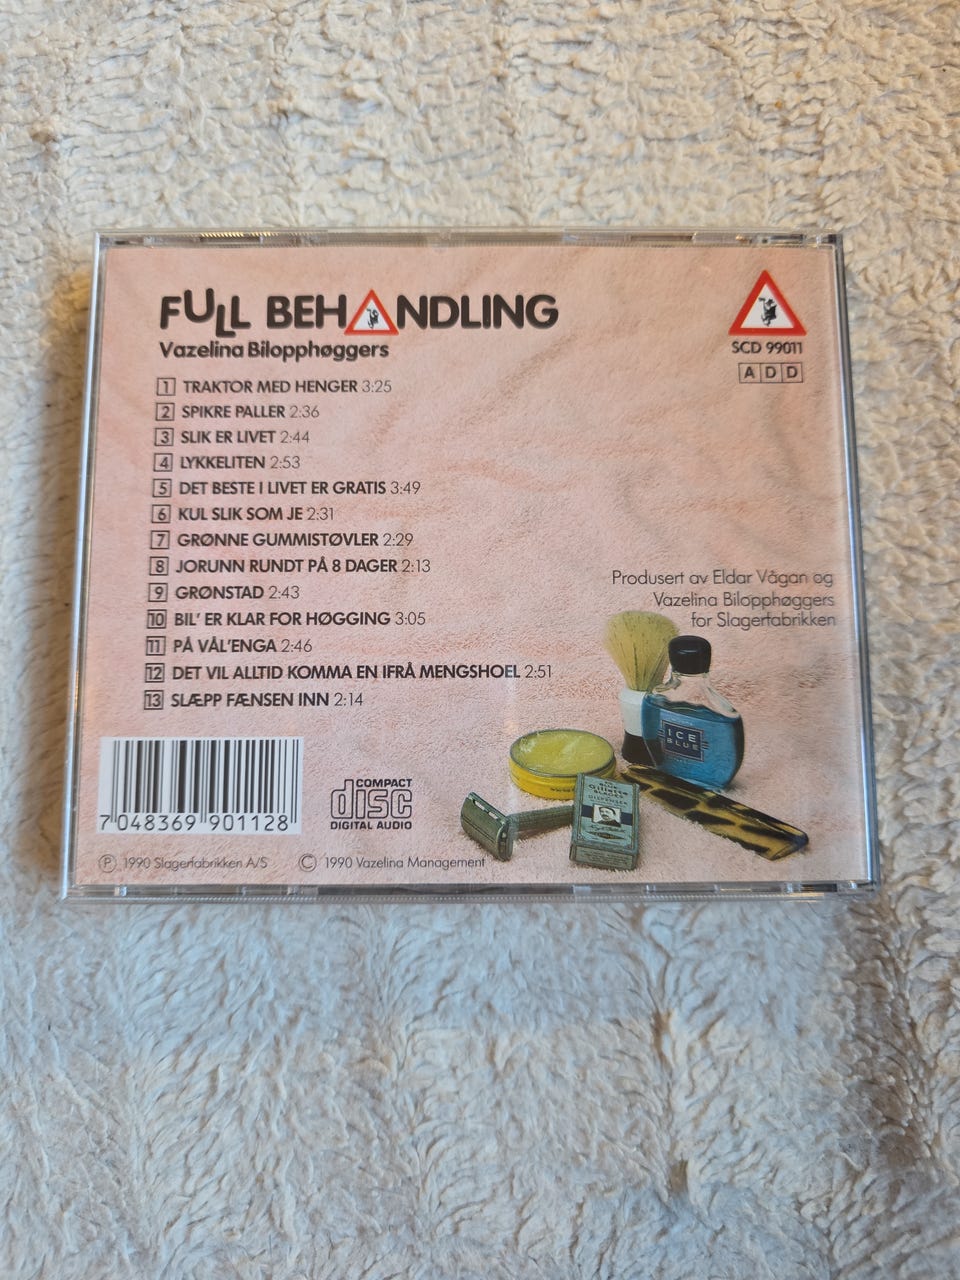 FULL BEHANDLING
Vazelina Bilopphøggers
SCD 99011
A D D
1 TRAKTOR MED HENGER 3:25
2 SPIKRE PALLER 2:36
3 SLIK ER LIVET 2:44
4 LYKKELITEN 2:53
5 DET BESTE I LIVET ER GRATIS 3:49
6 KUL SLIK SOM JE 2:31
7 GRØNNE GUMMISTØVLER 2:29
8 JORUNN RUNDT PÅ 8 DAGER 2:13
9 GRØNSTAD 2:43
10 BIL' ER KLAR FOR HØGGING 3:05
11 PÅ VÅL'ENGA 2:46
12 DET VIL ALLTID KOMMA EN IFRÅ MENGSHOEL 2:51
13 SLÆPP FÆNSEN INN 2:14
Produsert av Eldar Vågan og
Vazelina Bilopphøggers
for Slagerfabrikken
ICE
BLUE
Gillette
BLADES
DISPENSER
7 048369 901128
COMPACT
disc
DIGITAL AUDIO
Ⓟ 1990 Slagerfabrikken A/S © 1990 Vazelina Management